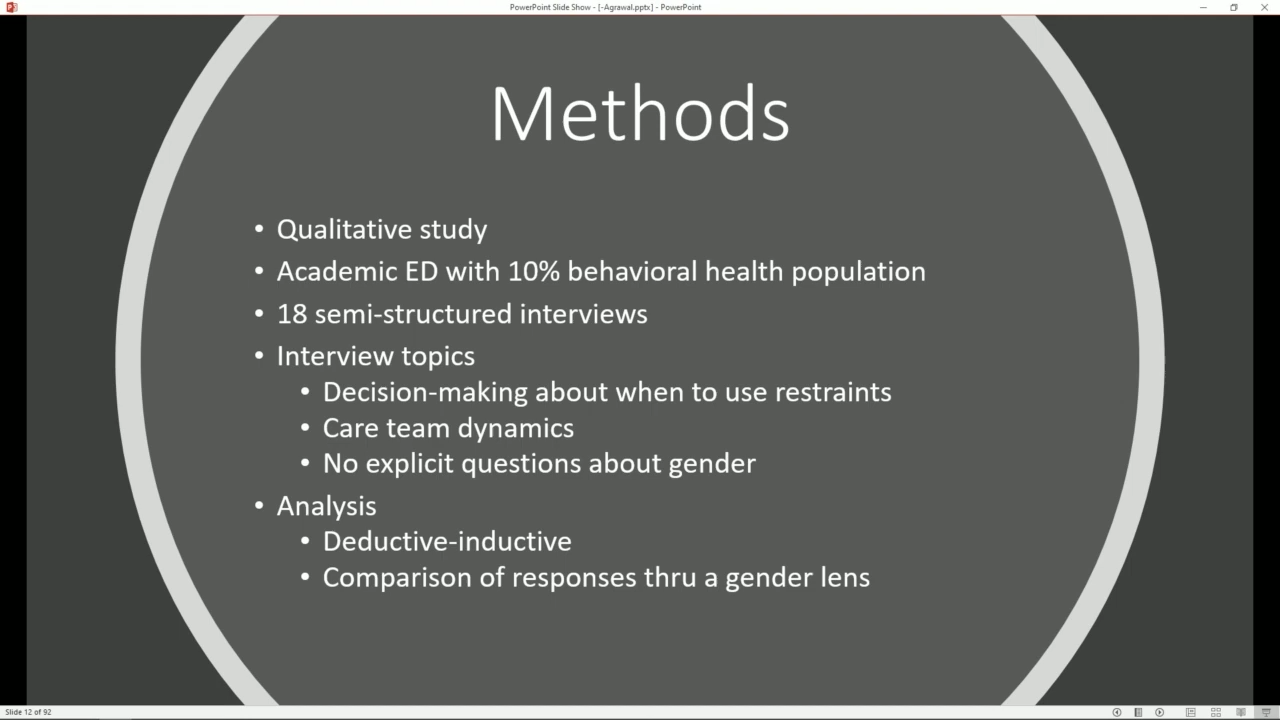 PowerPoint Slide Show - [-Agrawal.pptx] - PowerPoint
Methods
• Qualitative study
• Academic ED with 10% behavioral health population
• 18 semi-structured interviews
• Interview topics
• Decision-making about when to use restraints
• Care team dynamics
• No explicit questions about gender
• Analysis
• Deductive-inductive
• Comparison of responses thru a gender lens
Slide 12 of 92